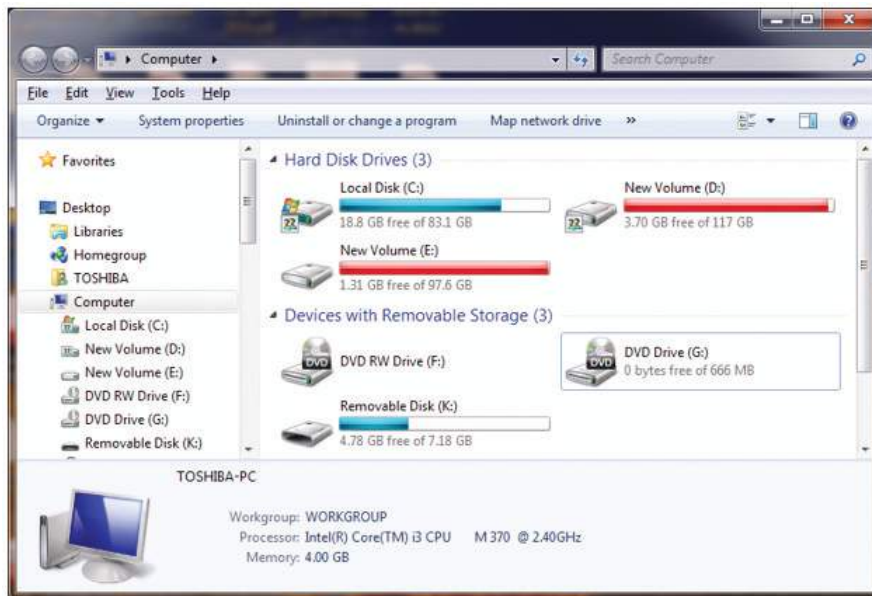 Computer
Search Computer
File Edit View Tools Help
Organize System properties Uninstall or change a program Map network drive »
Favorites
Desktop
Libraries
Homegroup
TOSHIBA
Computer
Local Disk (C:)
New Volume (D:)
New Volume (E:)
DVD RW Drive (F:)
DVD Drive (G:)
Removable Disk (K:)
Hard Disk Drives (3)
Local Disk (C:)
18.8 GB free of 83.1 GB
New Volume (D:)
3.70 GB free of 117 GB
New Volume (E:)
1.31 GB free of 97.6 GB
Devices with Removable Storage (3)
DVD
DVD RW Drive (F:)
DVD
DVD Drive (G:)
0 bytes free of 666 MB
Removable Disk (K:)
4.78 GB free of 7.18 GB
TOSHIBA-PC
Workgroup: WORKGROUP
Processor: Intel(R) Core(TM) i3 CPU M 370 @ 2.40GHz
Memory: 4.00 GB